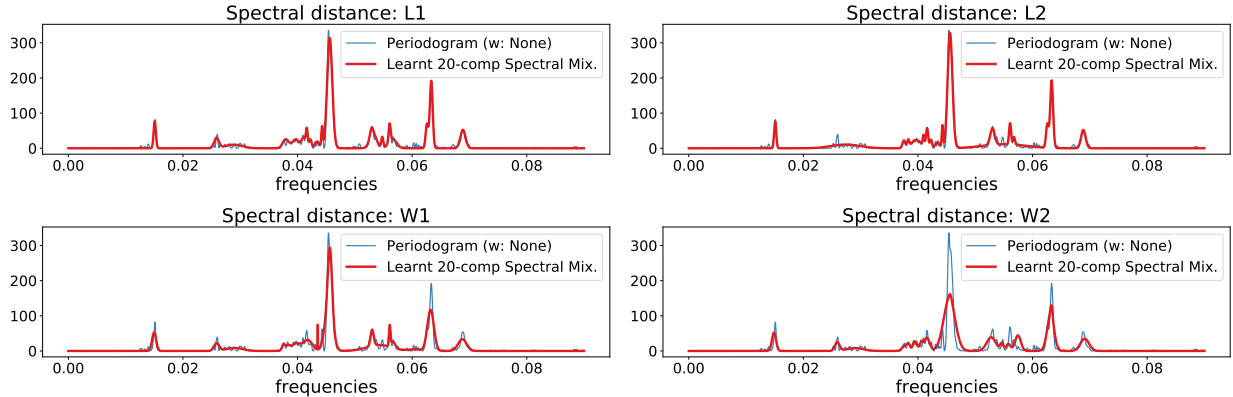 Spectral distance: L1
300
200
100
0
Periodogram (w: None)
Learnt 20-comp Spectral Mix.
0.00 0.02 0.04 0.06 0.08
frequencies
Spectral distance: L2
300
200
100
0
Periodogram (w: None)
Learnt 20-comp Spectral Mix.
0.00 0.02 0.04 0.06 0.08
frequencies
Spectral distance: W1
300
200
100
0
Periodogram (w: None)
Learnt 20-comp Spectral Mix.
0.00 0.02 0.04 0.06 0.08
frequencies
Spectral distance: W2
300
200
100
0
Periodogram (w: None)
Learnt 20-comp Spectral Mix.
0.00 0.02 0.04 0.06 0.08
frequencies